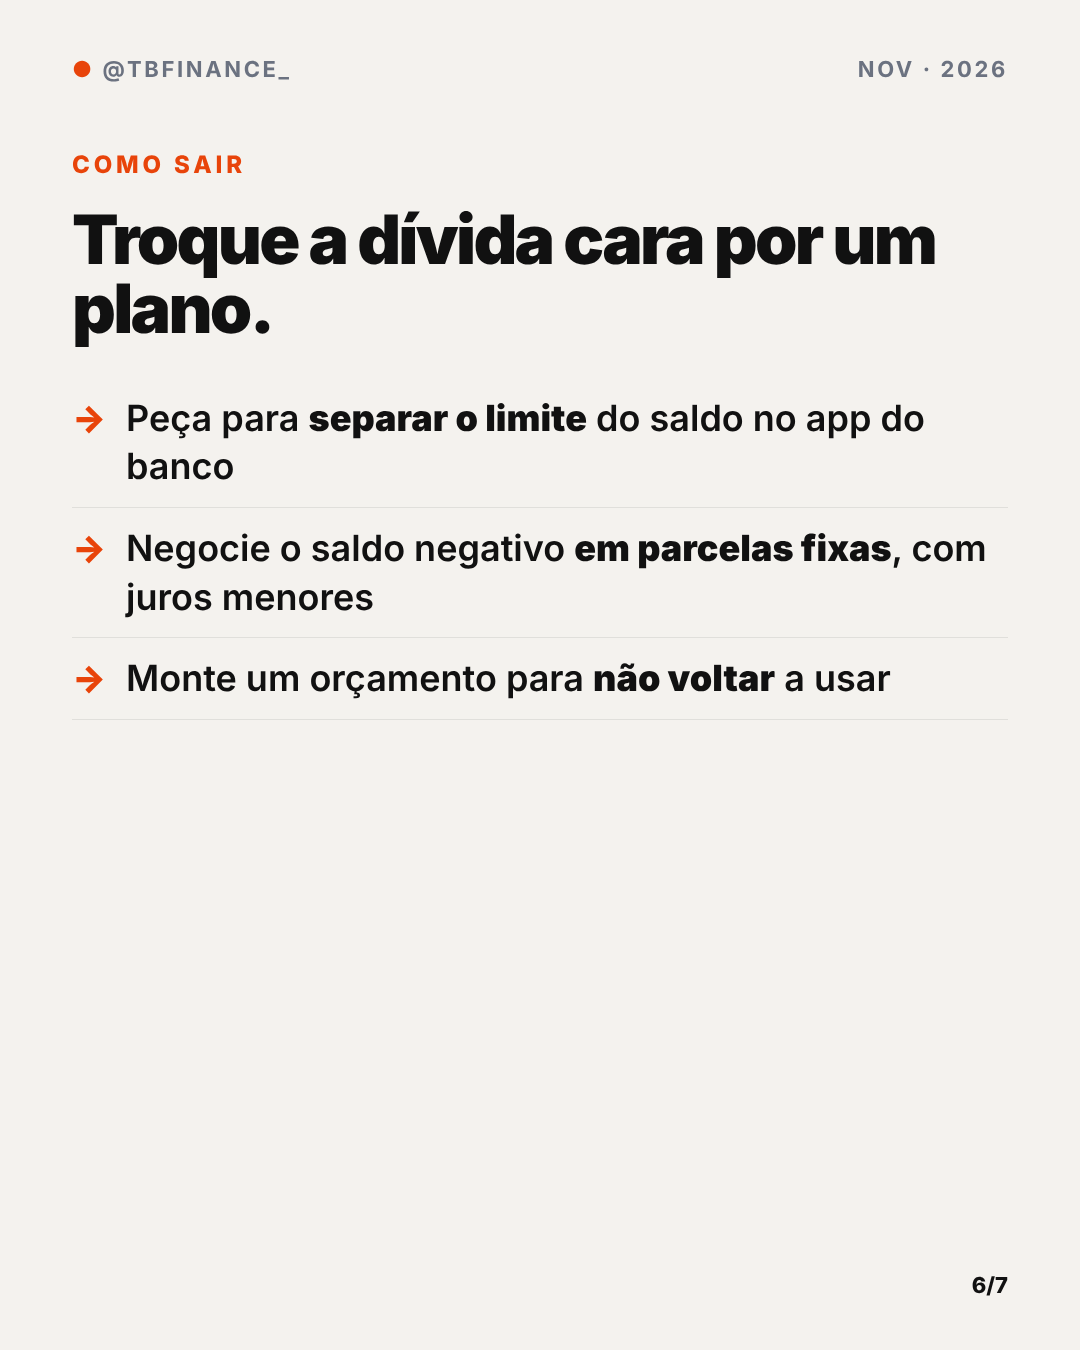 @TBFINANCE_
NOV · 2026
COMO SAIR
Troque a dívida cara por um
plano.
→ Peça para separar o limite do saldo no app do
banco
→ Negocie o saldo negativo em parcelas fixas, com
juros menores
→ Monte um orçamento para não voltar a usar
6/7